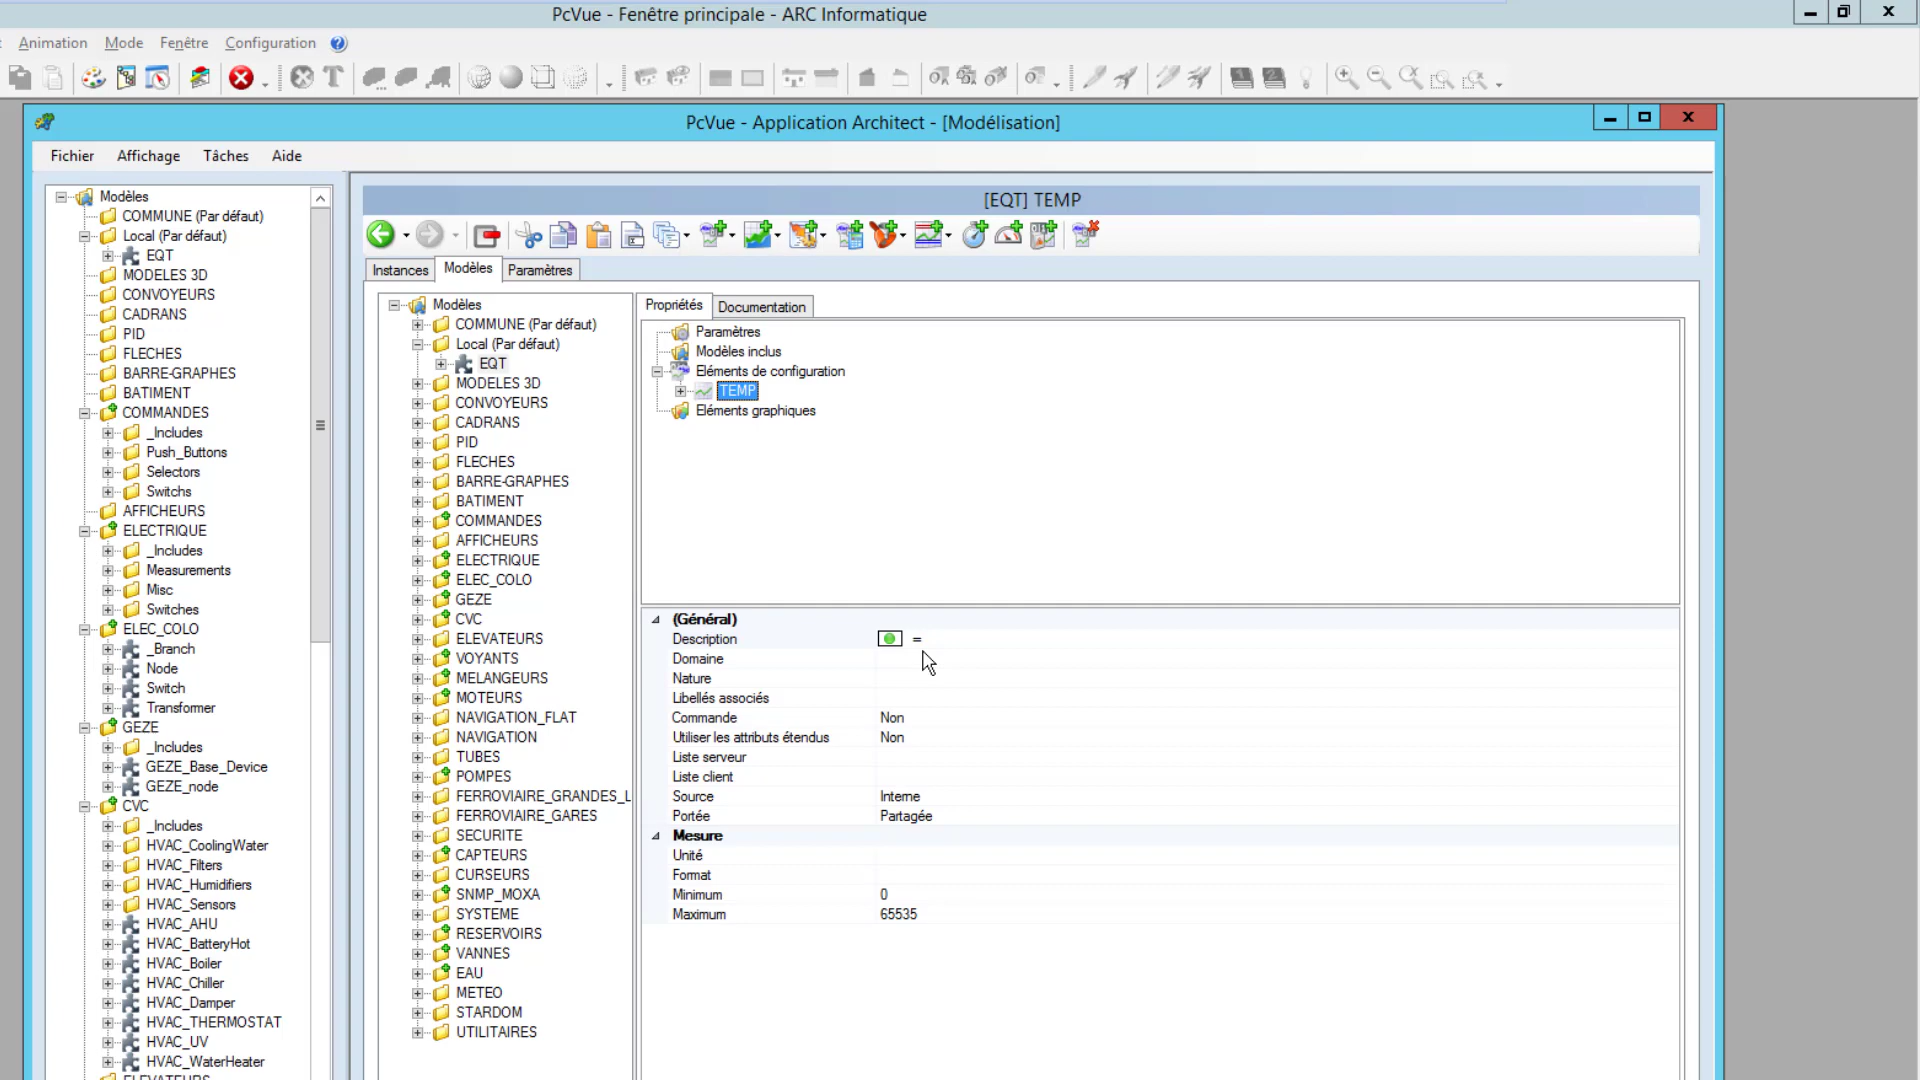 PcVue - Fenêtre principale - ARC Informatique
Animation Mode Fenêtre Configuration
PcVue - Application Architect - [Modélisation]
Fichier Affichage Tâches Aide
Modèles
COMMUNE (Par défaut)
Local (Par défaut)
EQT
MODELES 3D
CONVOYEURS
CADRANS
PID
FLECHES
BARRE-GRAPHES
BATIMENT
COMMANDES
_Includes
Push_Buttons
Selectors
Switchs
AFFICHEURS
ELECTRIQUE
_Includes
Measurements
Misc
Switches
ELEC_COLO
_Branch
Node
Switch
Transformer
GEZE
_Includes
GEZE_Base_Device
GEZE_node
CVC
_Includes
HVAC_CoolingWater
HVAC_Filters
HVAC_Humidifiers
HVAC_Sensors
HVAC_AHU
HVAC_BatteryHot
HVAC_Boiler
HVAC_Chiller
HVAC_Damper
HVAC_THERMOSTAT
HVAC_UV
HVAC_WaterHeater
ELEVATEURS
[EQT] TEMP
Instances Modèles Paramètres
Modèles
COMMUNE (Par défaut)
Local (Par défaut)
EQT
MODELES 3D
CONVOYEURS
CADRANS
PID
FLECHES
BARRE-GRAPHES
BATIMENT
COMMANDES
AFFICHEURS
ELECTRIQUE
ELEC_COLO
GEZE
CVC
ELEVATEURS
VOYANTS
MELANGEURS
MOTEURS
NAVIGATION_FLAT
NAVIGATION
TUBES
POMPES
FERROVIAIRE_GRANDES_L
FERROVIAIRE_GARES
SECURITE
CAPTEURS
CURSEURS
SNMP_MOXA
SYSTEME
RESERVOIRS
VANNES
EAU
METEO
STARDOM
UTILITAIRES
Propriétés Documentation
Paramètres
Modèles inclus
Eléments de configuration
TEMP
Eléments graphiques
(Général)
Description =
Domaine
Nature
Libellés associés
Commande Non
Utiliser les attributs étendus Non
Liste serveur
Liste client
Source Interne
Portée Partagée
Mesure
Unité
Format
Minimum 0
Maximum 65535